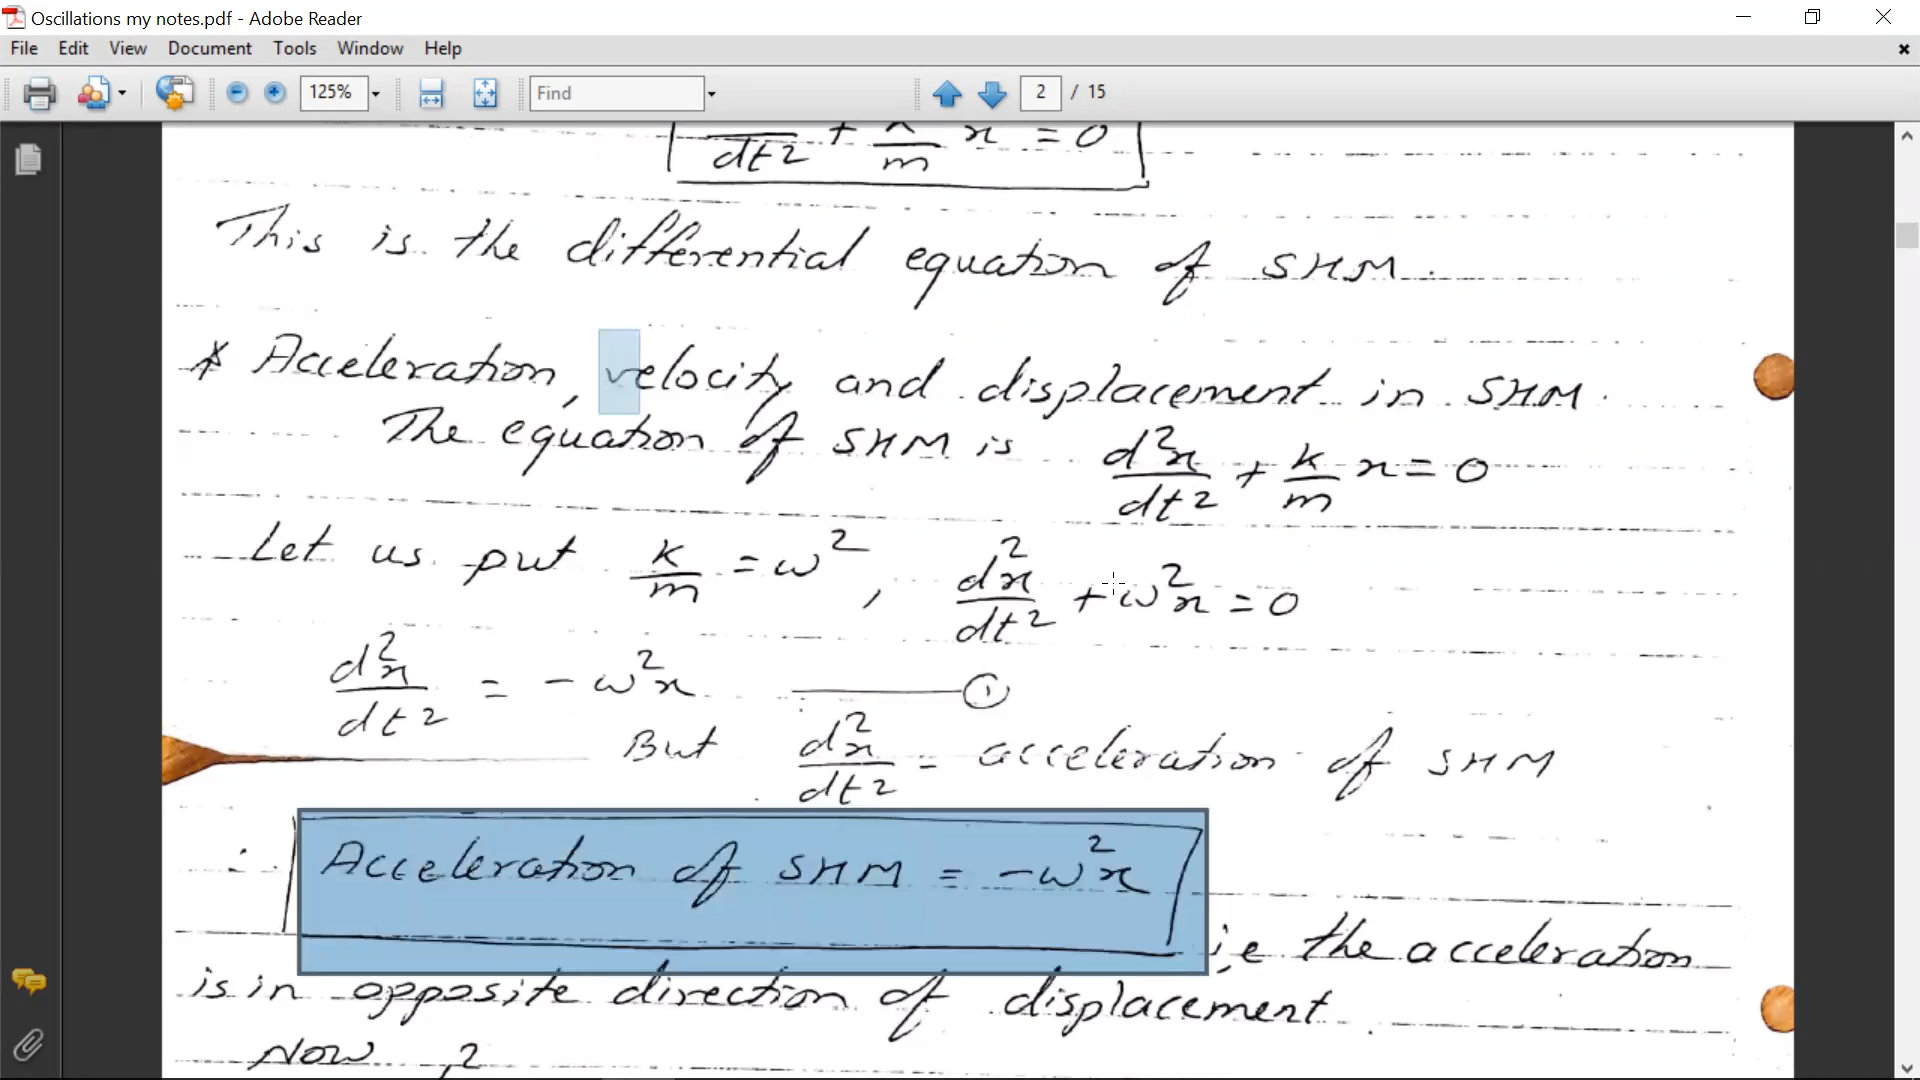 Oscillations my notes.pdf - Adobe Reader
File Edit View Document Tools Window Help
125% Find 2 / 15
dt² + k/m x = 0
This is the differential equation of SHM.
* Acceleration, velocity and displacement in SHM.
The equation of SHM is d²x/dt² + k/m x = 0
Let us put k/m = ω², d²x/dt² + ω²x = 0
d²x/dt² = -ω²x ——— ①
But d²x/dt² = acceleration of SHM
∴ Acceleration of SHM = -ω²x
i.e the acceleration
is in opposite direction of displacement.
Now